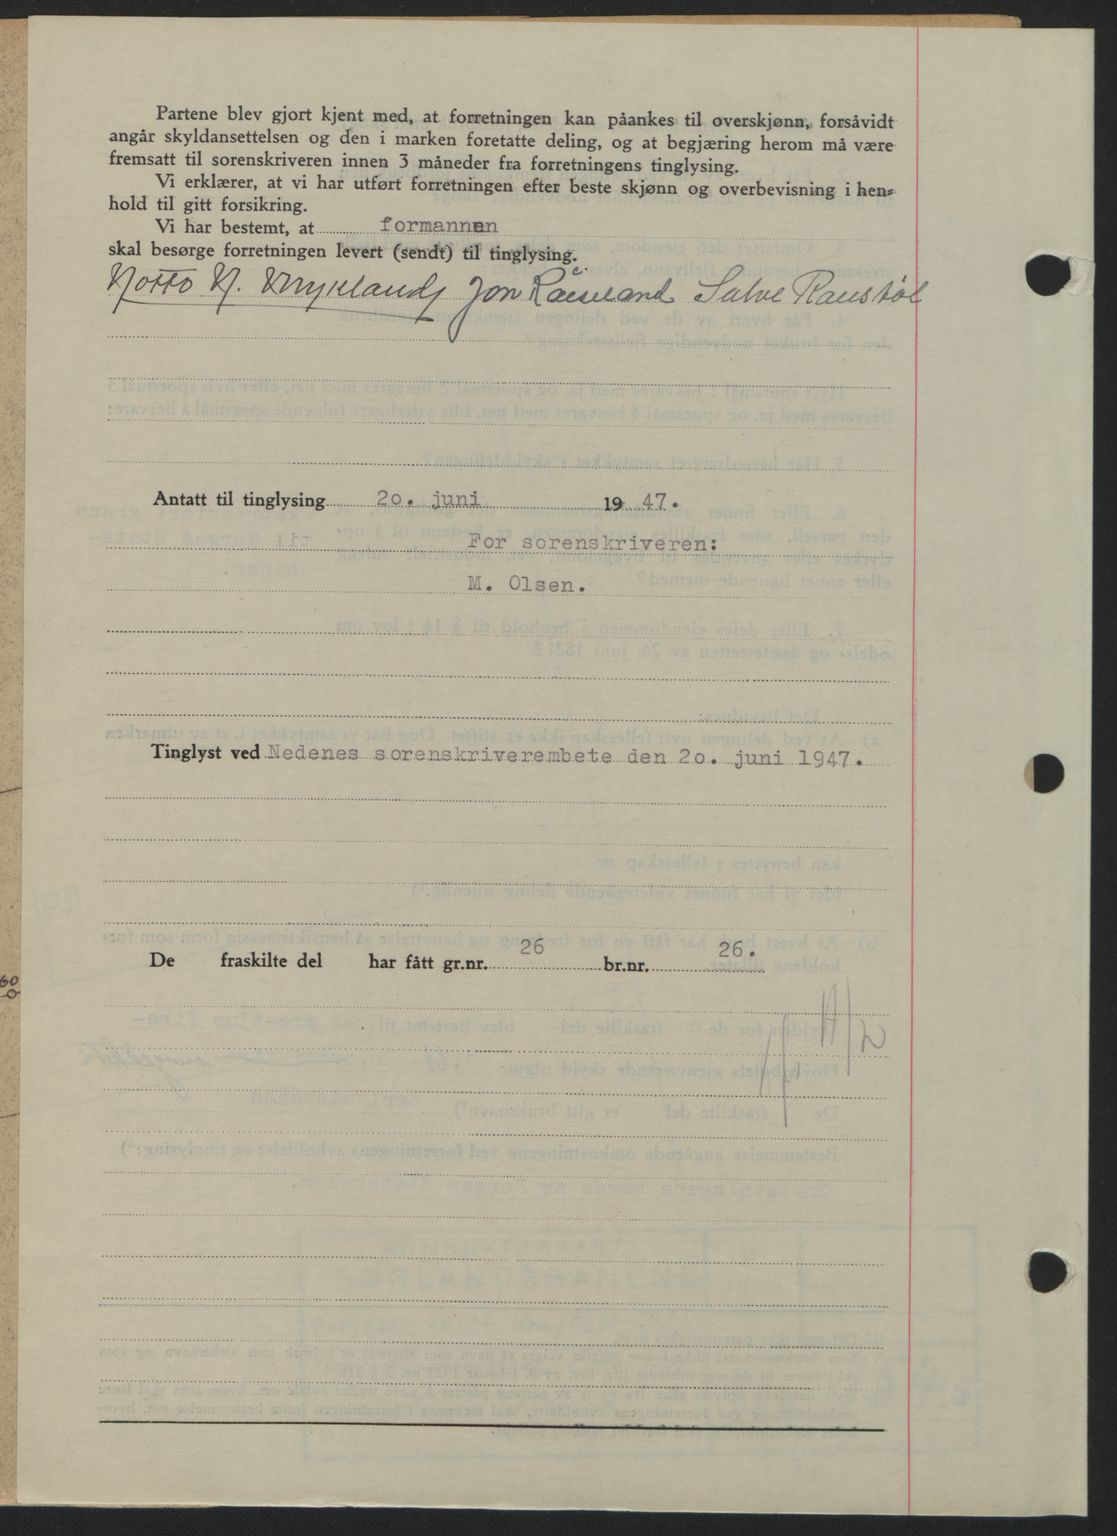 Partene blev gjort kjent med, at forretningen kan påankes til overskjønn, forsåvidt
angår skyldansettelsen og den i marken foretatte deling, og at begjæring herom må være
fremsatt til sorenskriveren innen 3 måneder fra forretningens tinglysing.
Vi erklærer, at vi har utført forretningen efter beste skjønn og overbevisning i hen=
hold til gitt forsikring.
Vi har bestemt, at formannen
skal besørge forretningen levert (sendt) til tinglysing.
Notto N. Jon Råeseland Salve Raustøl
Antatt til tinglysing 20. juni 19 47.
For sorenskriveren:
M. Olsen.
Tinglyst ved Nedenes sorenskriverembete den 20. juni 1947.
De fraskilte del har fått gr.nr. 26 br.nr. 26.